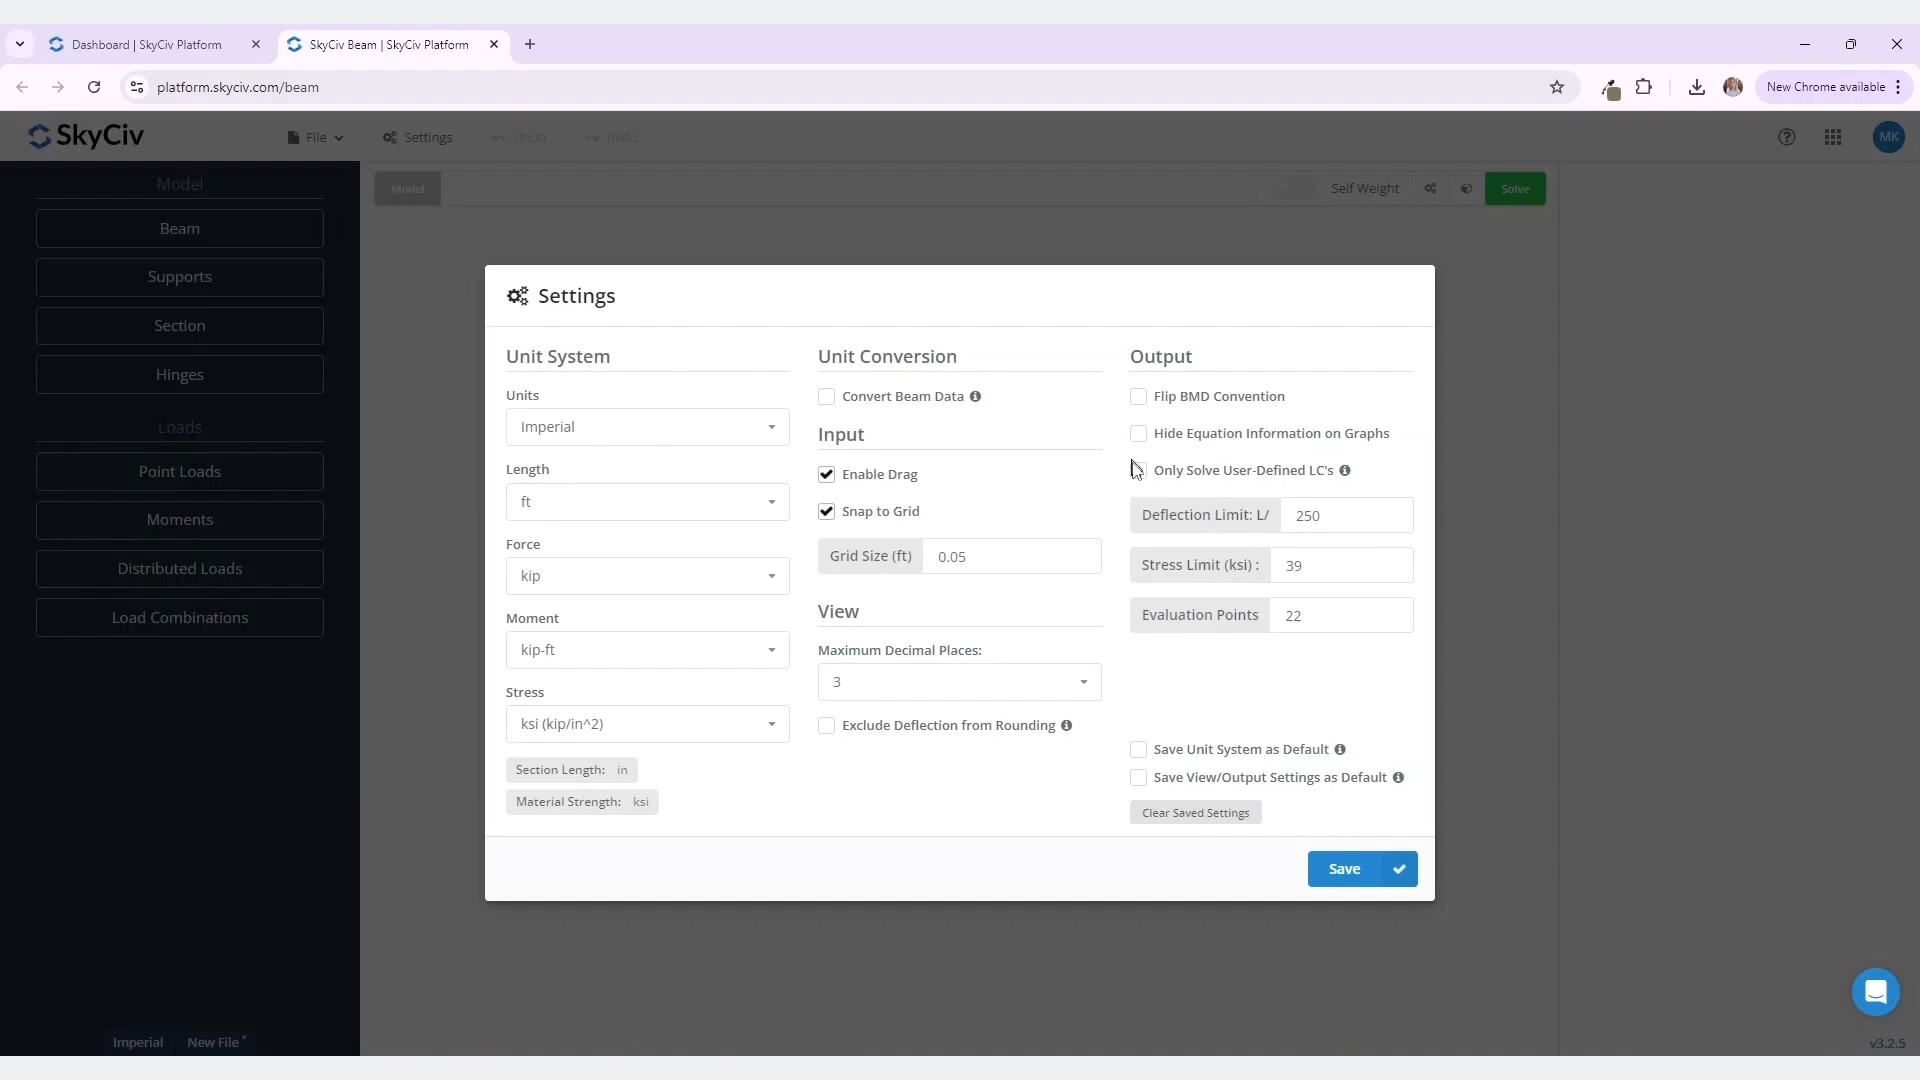 Dashboard | SkyCiv Platform
SkyCiv Beam | SkyCiv Platform
platform.skyciv.com/beam
New Chrome available
SkyCiv
File
Settings
Undo
Redo
MK
Model
Model
Self Weight
Solve
Beam
Supports
Section
Hinges
Loads
Point Loads
Moments
Distributed Loads
Load Combinations
Settings
Unit System
Units
Imperial
Length
ft
Force
kip
Moment
kip-ft
Stress
ksi (kip/in^2)
Section Length: in
Material Strength: ksi
Unit Conversion
Convert Beam Data
Input
Enable Drag
Snap to Grid
Grid Size (ft) 0.05
View
Maximum Decimal Places:
3
Exclude Deflection from Rounding
Output
Flip BMD Convention
Hide Equation Information on Graphs
Only Solve User-Defined LC's
Deflection Limit: L/ 250
Stress Limit (ksi) : 39
Evaluation Points 22
Save Unit System as Default
Save View/Output Settings as Default
Clear Saved Settings
Save
Imperial
New File*
v3.2.5